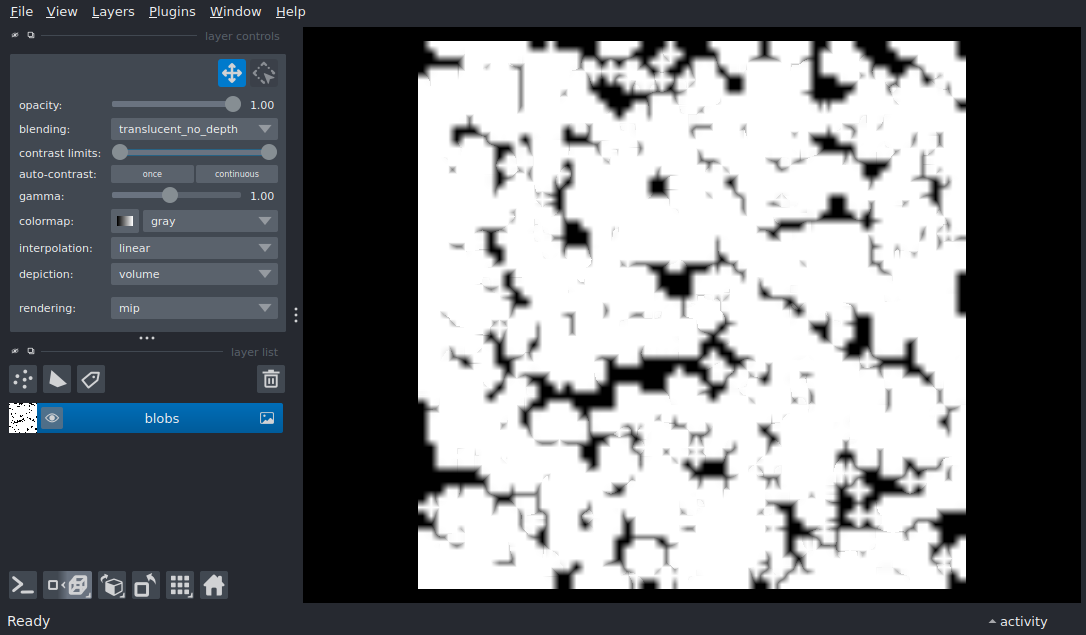 File View Layers Plugins Window Help
layer controls
opacity: 1.00
blending: translucent_no_depth
contrast limits:
auto-contrast: once continuous
gamma: 1.00
colormap: gray
interpolation: linear
depiction: volume
rendering: mip
layer list
blobs
Ready activity